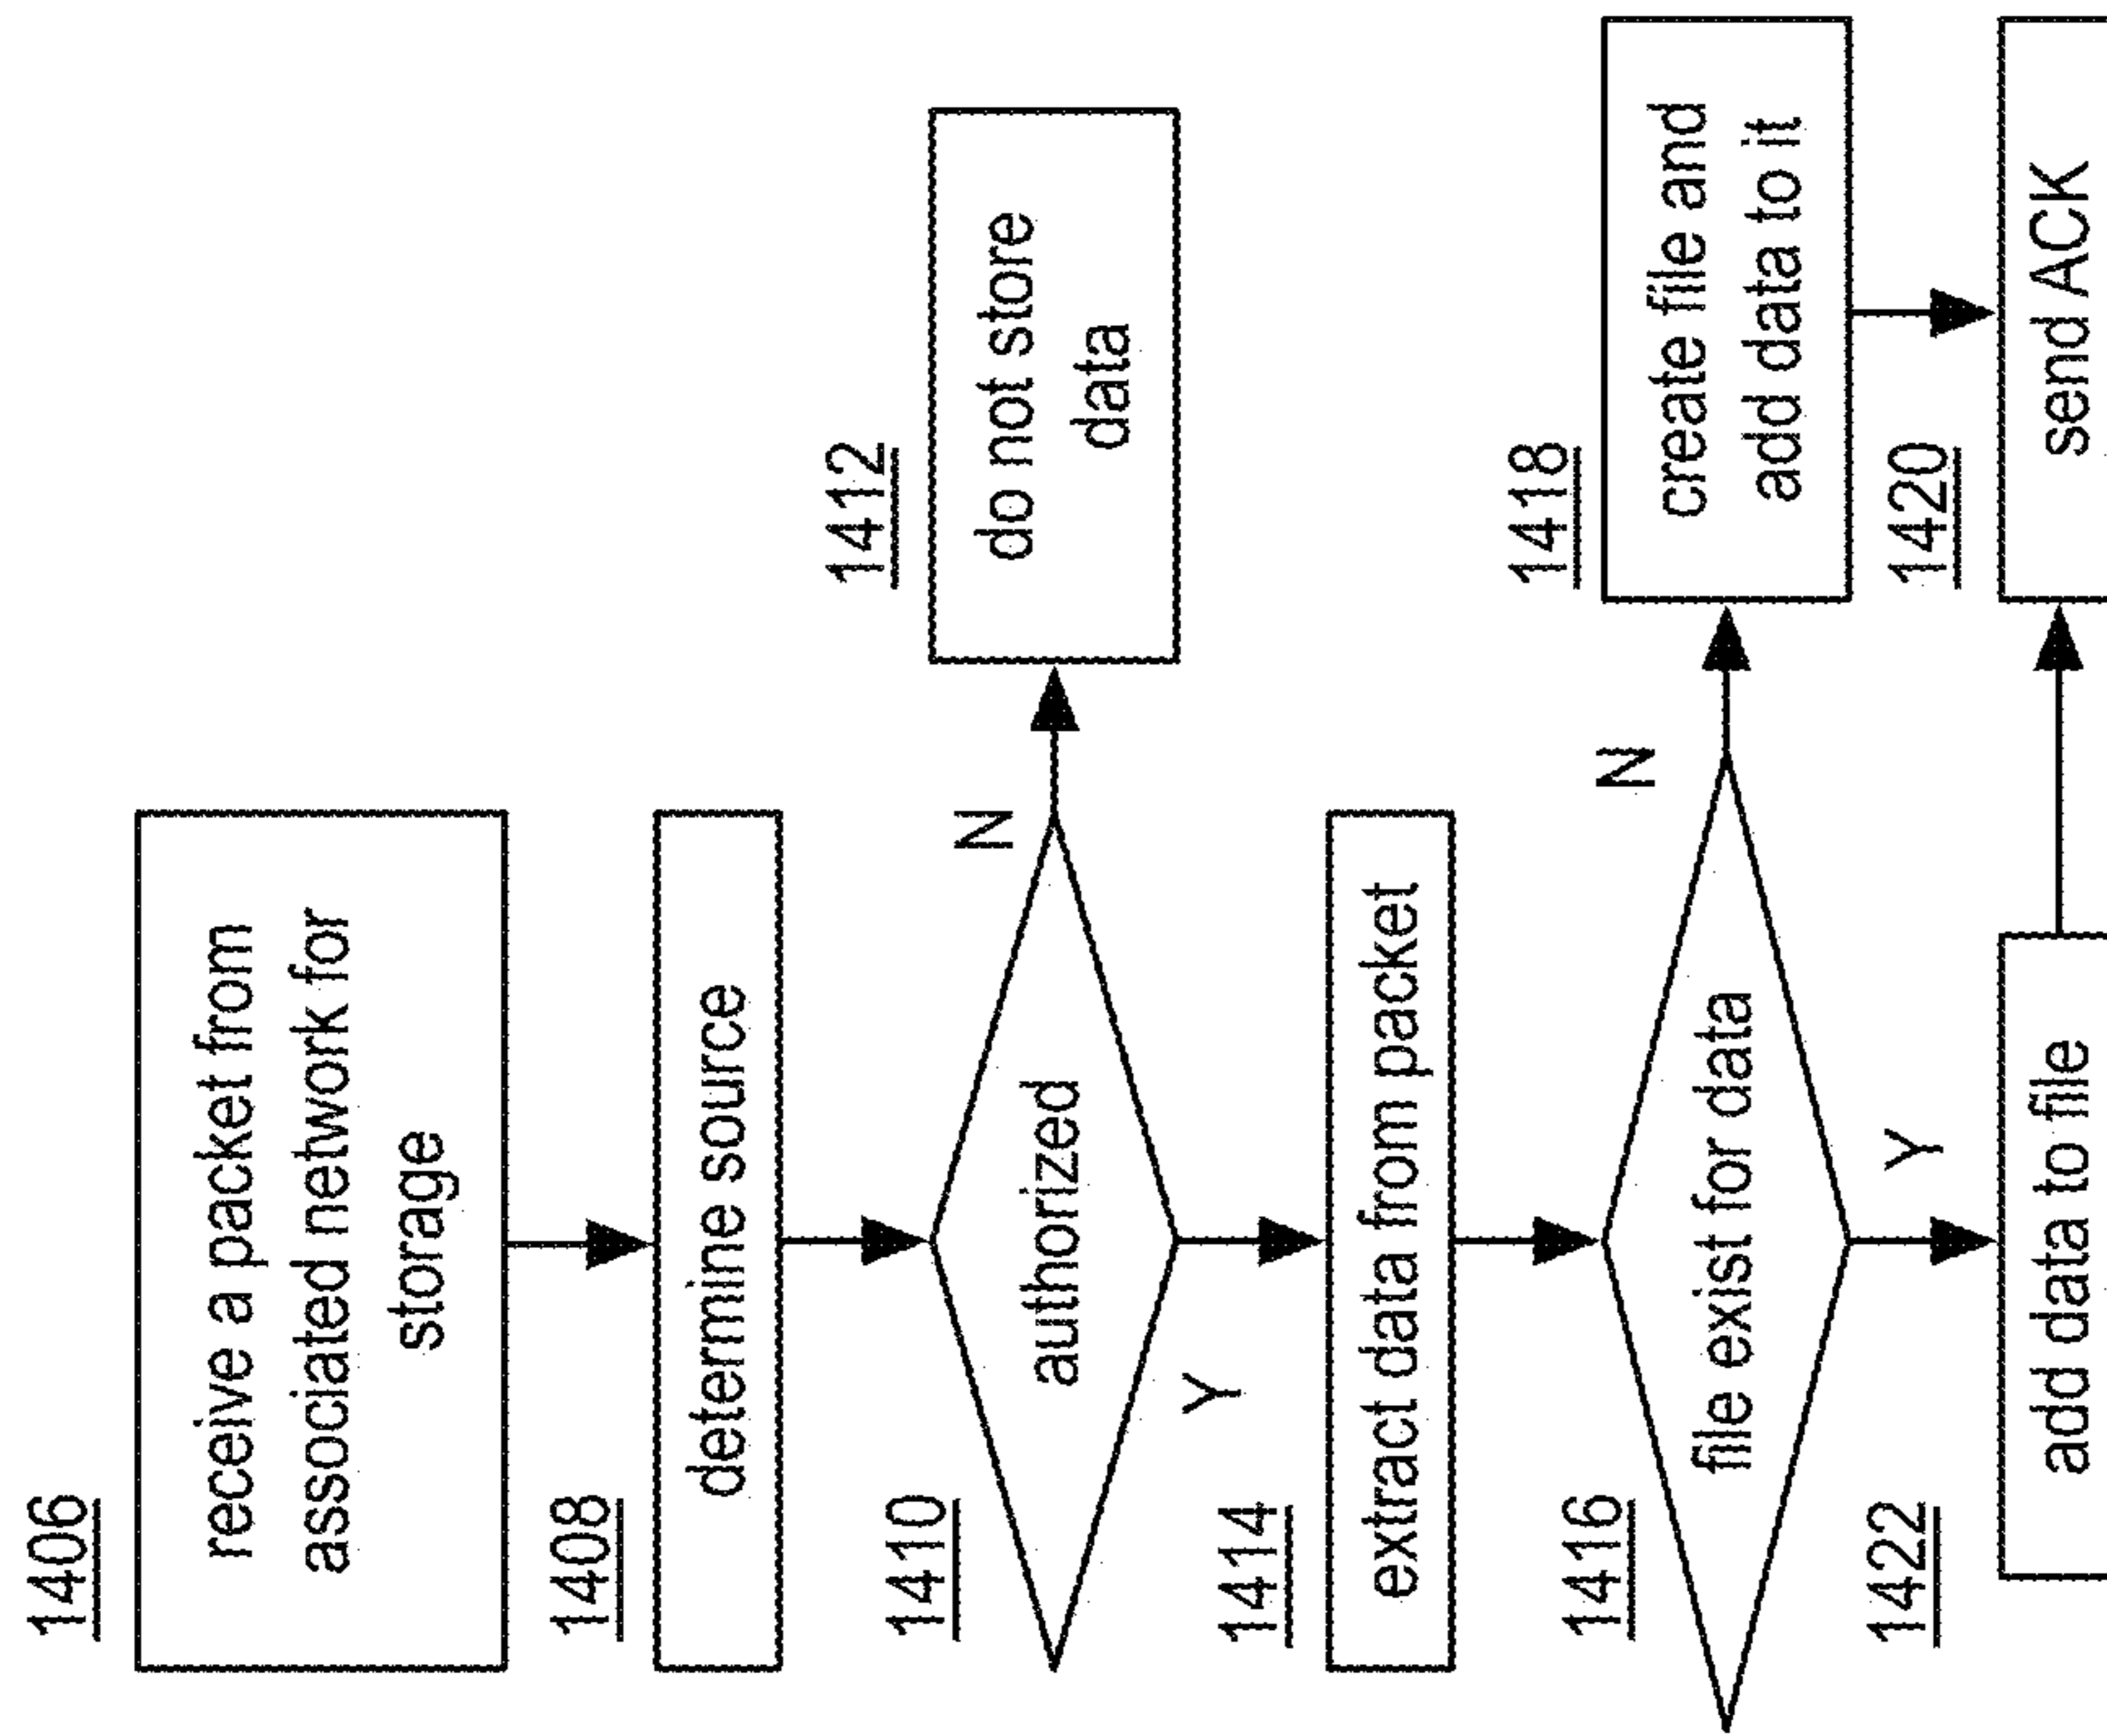 1406
receive a packet from
associated network for
storage
1408
determine source
1410
authorized
N
1412
do not store
data
Y
1414
extract data from packet
1416
file exist for data
N
1418
create file and
add data to it
Y
1422
add data to file
1420
send ACK